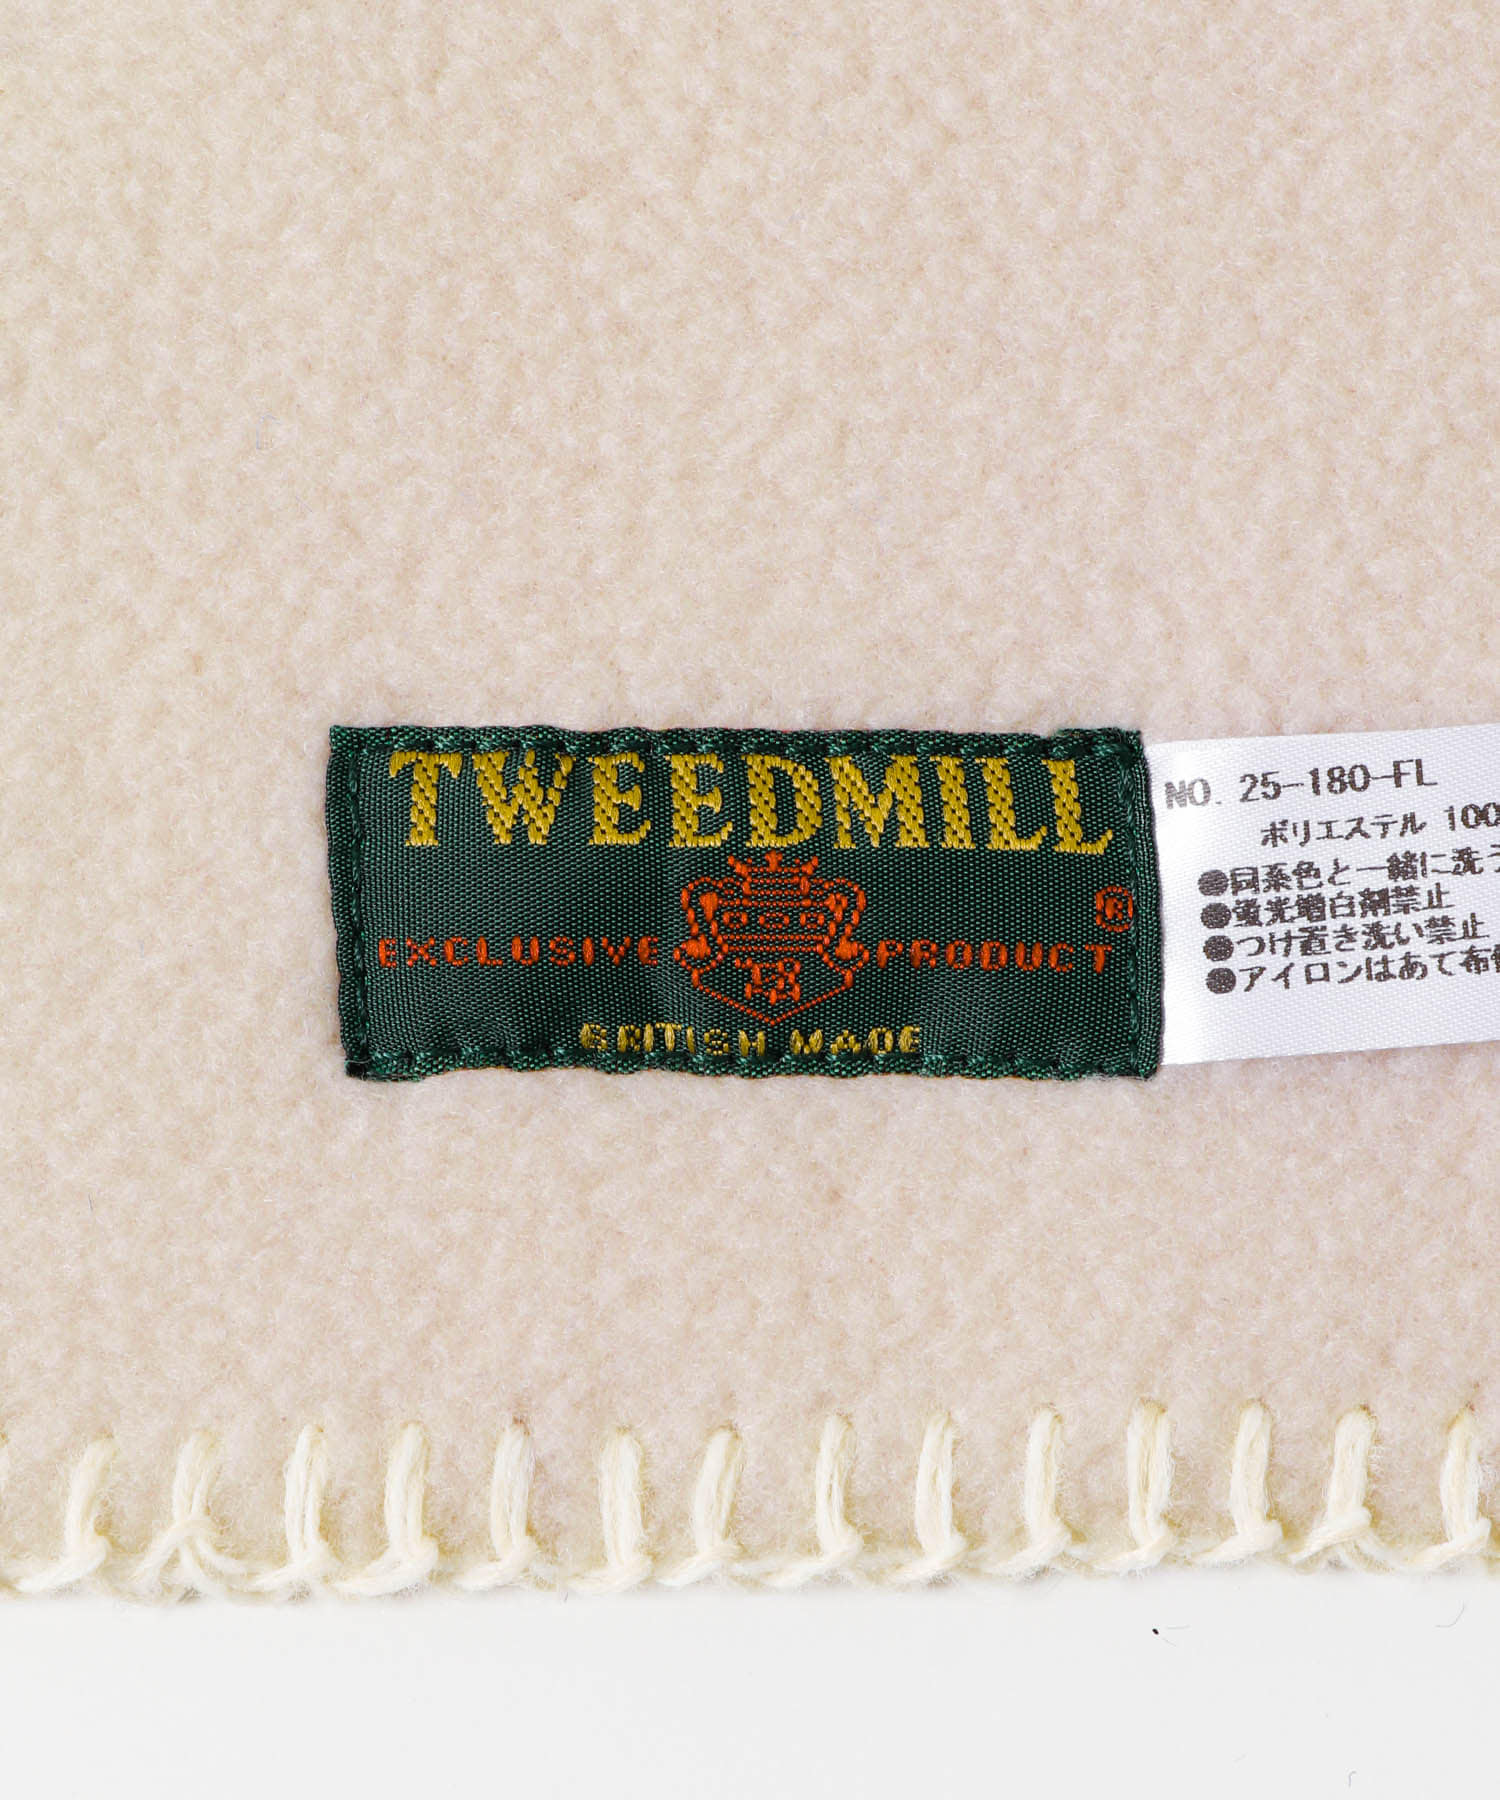 TWEEDMILL
®
EXCLUSIVE PRODUCT
BRITISH MADE
NO. 25-180-FL
ポリエステル 100%
●同系色と一緒に洗う
●蛍光増白剤禁止
●つけ置き洗い禁止
●アイロンはあて布